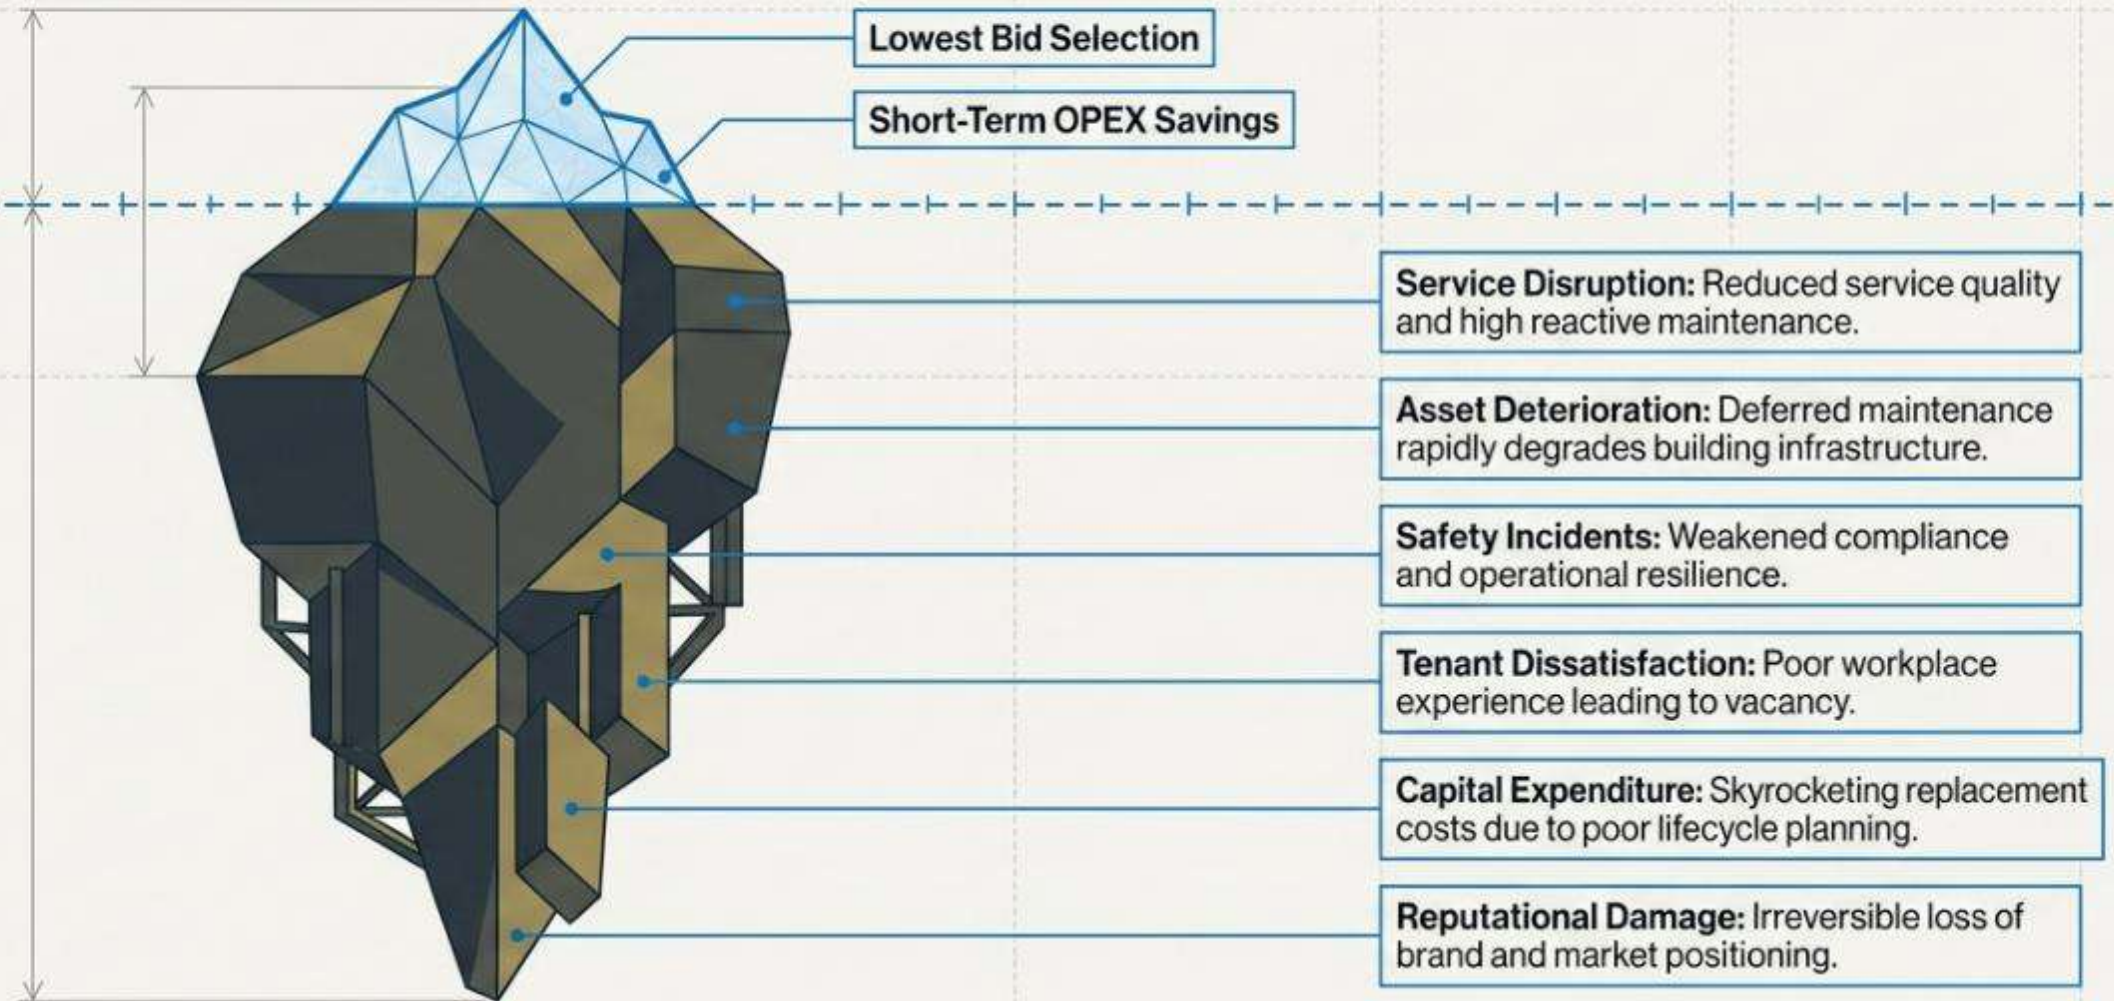 Lowest Bid Selection
Short-Term OPEX Savings
Service Disruption: Reduced service quality
and high reactive maintenance.
Asset Deterioration: Deferred maintenance
rapidly degrades building infrastructure.
Safety Incidents: Weakened compliance
and operational resilience.
Tenant Dissatisfaction: Poor workplace
experience leading to vacancy.
Capital Expenditure: Skyrocketing replacement
costs due to poor lifecycle planning.
Reputational Damage: Irreversible loss of
brand and market positioning.